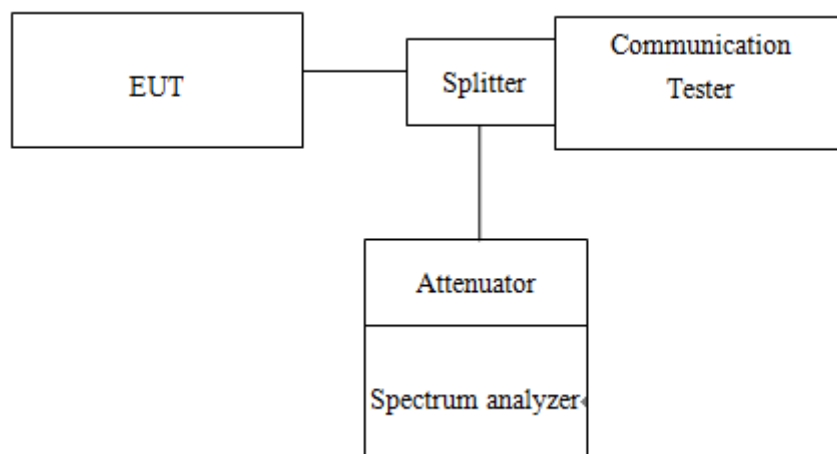 EUT
Splitter
Communication
Tester
Attenuator
Spectrum analyzer